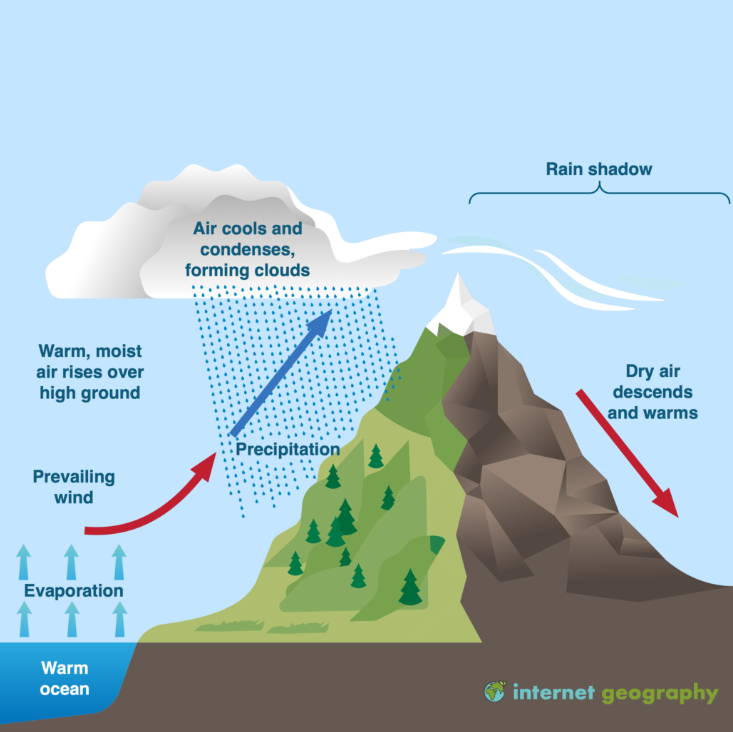 Rain shadow
Air cools and
condenses,
forming clouds
Warm, moist
air rises over
high ground
Dry air
descends
and warms
Precipitation
Prevailing
wind
Evaporation
Warm
ocean
internet geography